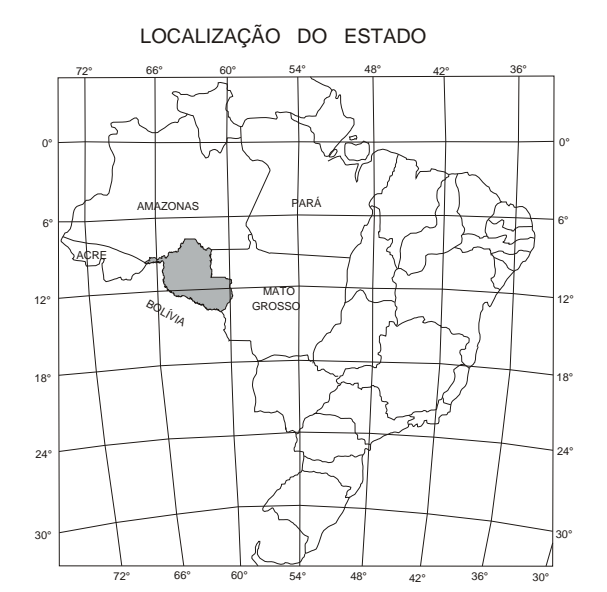 LOCALIZAÇÃO DO ESTADO
72° 66° 60° 54° 48° 42° 36°
0° 0°
AMAZONAS PARÁ
6° 6°
ACRE
MATO
GROSSO
12° 12°
BOLÍVIA
18° 18°
24° 24°
30° 30°
72° 66° 60° 54° 48° 42° 36° 30°